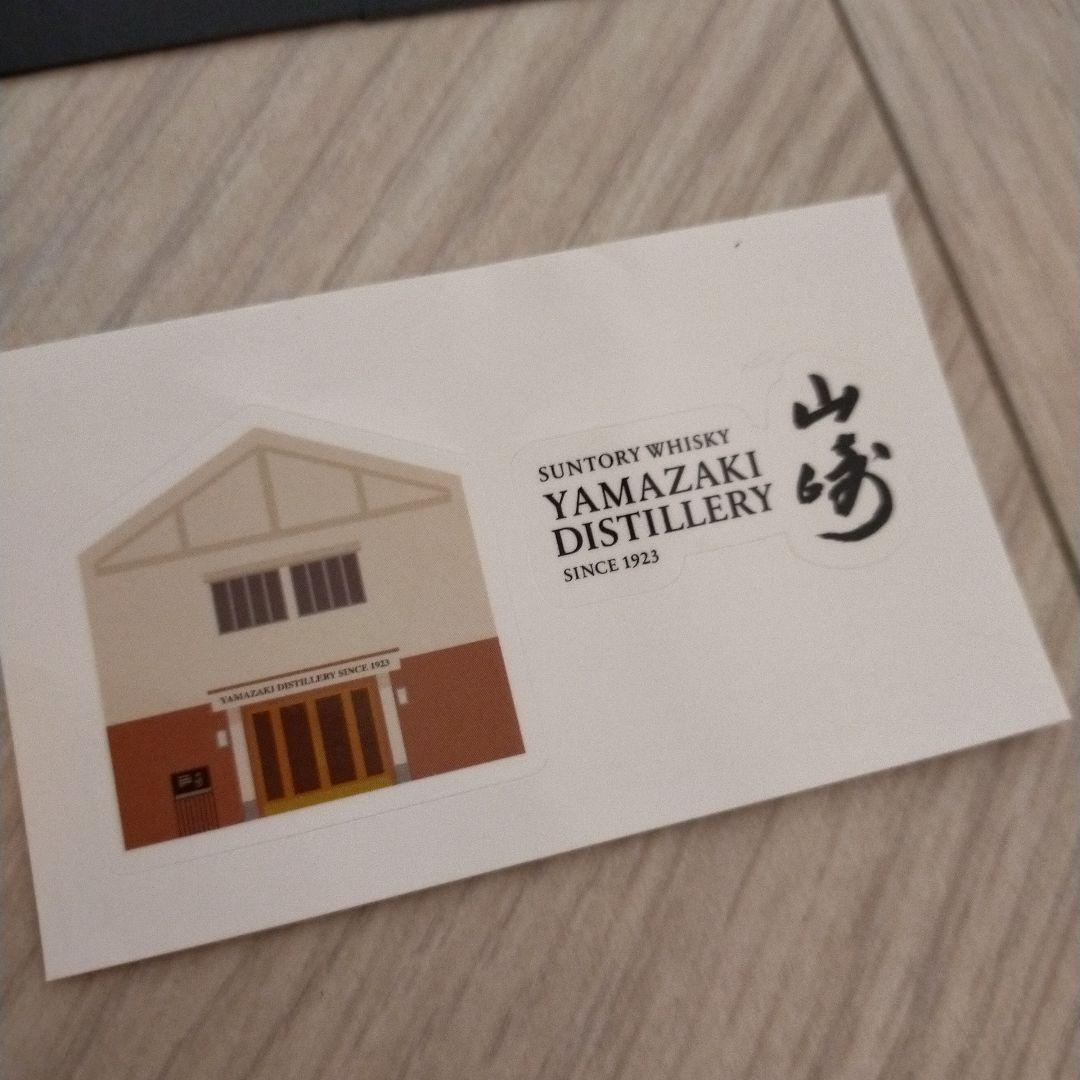 SUNTORY WHISKY
YAMAZAKI
DISTILLERY
SINCE 1923
山崎
YAMAZAKI DISTILLERY SINCE 1923